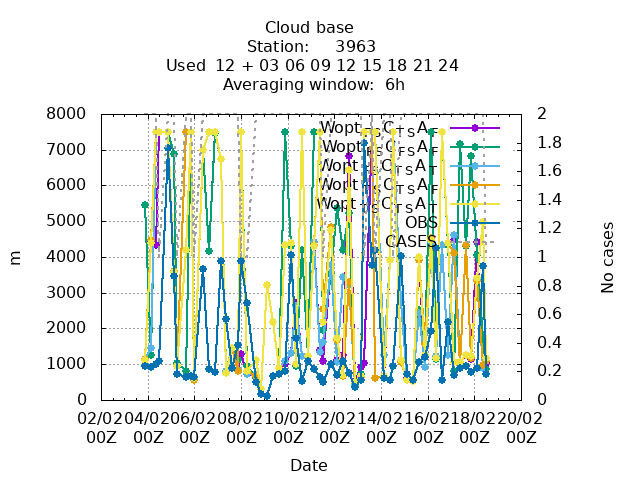 Cloud base
Station: 3963
Used 12 + 03 06 09 12 15 18 21 24
Averaging window: 6h
8000
7000
6000
5000
4000
3000
2000
1000
0
m
2
1.8
1.6
1.4
1.2
1
0.8
0.6
0.4
0.2
0
No cases
OBS
CASES
02/02 04/02 06/02 08/02 10/02 12/02 14/02 16/02 18/02 20/02
00Z 00Z 00Z 00Z 00Z 00Z 00Z 00Z 00Z 00Z
Date